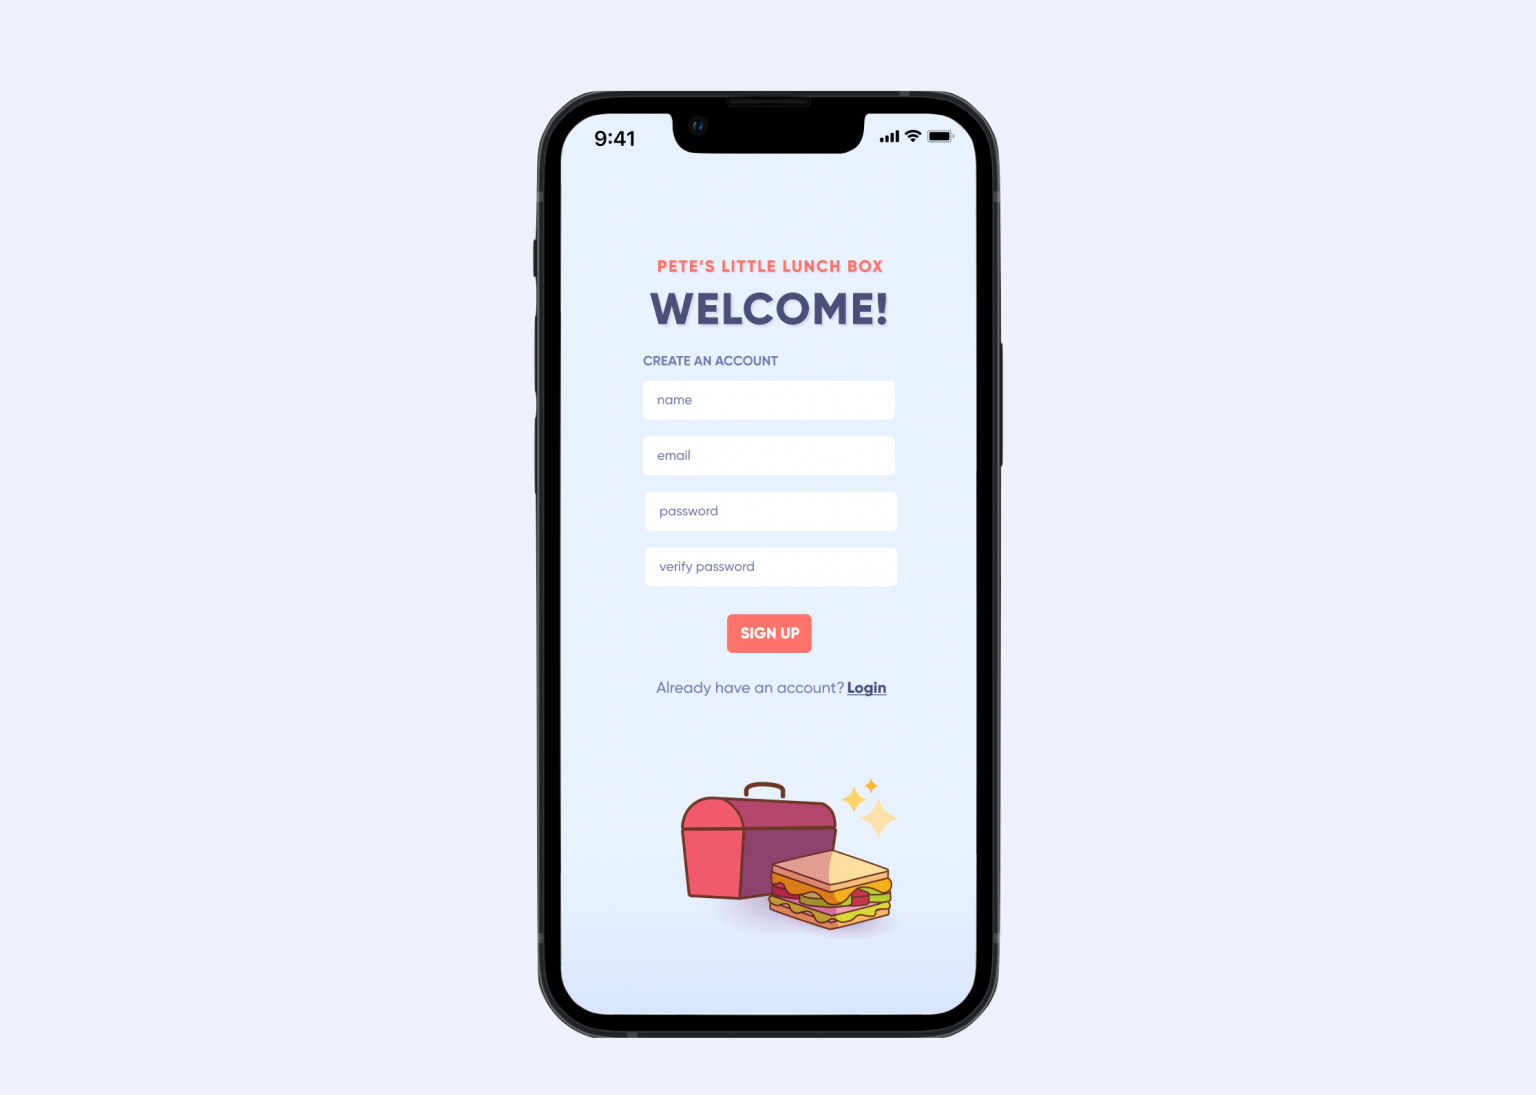 9:41
PETE'S LITTLE LUNCH BOX
WELCOME!
CREATE AN ACCOUNT
name
email
password
verify password
SIGN UP
Already have an account? Login